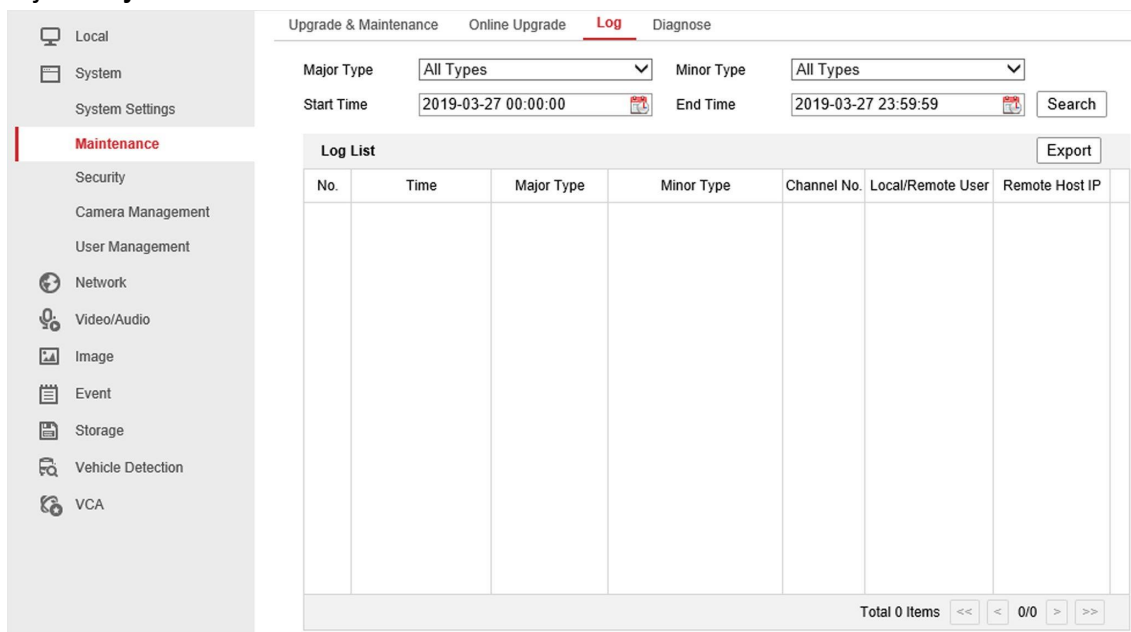 Local
System
System Settings
Maintenance
Security
Camera Management
User Management
Network
Video/Audio
Image
Event
Storage
Vehicle Detection
VCA
Upgrade & Maintenance Online Upgrade Log Diagnose
Major Type All Types Minor Type All Types
Start Time 2019-03-27 00:00:00 End Time 2019-03-27 23:59:59 Search
Log List Export
No. Time Major Type Minor Type Channel No. Local/Remote User Remote Host IP
Total 0 Items << < 0/0 > >>